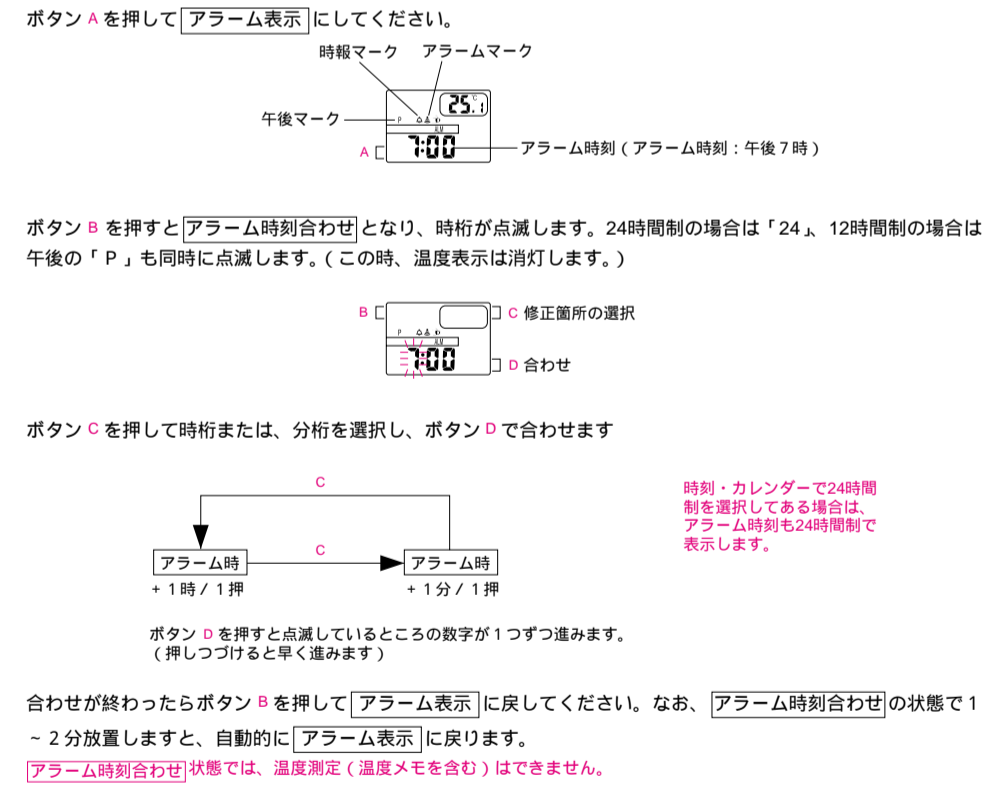 ボタン A を押して アラーム表示 にしてください。
時報マーク アラームマーク
25.1
℃
午後マーク
P
ALM
A
7:00
アラーム時刻（アラーム時刻：午後７時）
ボタン B を押すと アラーム時刻合わせ となり、時桁が点滅します。24時間制の場合は「24」、12時間制の場合は
午後の「Ｐ」も同時に点滅します。（この時、温度表示は消灯します。）
B
C 修正箇所の選択
P
ALM
7:00
D 合わせ
ボタン C を押して時桁または、分桁を選択し、ボタン D で合わせます
C
時刻・カレンダーで24時間
制を選択してある場合は、
アラーム時刻も24時間制で
表示します。
C
アラーム時 アラーム時
+１時/１押 +１分/１押
ボタン D を押すと点滅しているところの数字が１つずつ進みます。
（押しつづけると早く進みます）
合わせが終わったらボタン B を押して アラーム表示 に戻してください。なお、 アラーム時刻合わせ の状態で１
~２分放置しますと、自動的に アラーム表示 に戻ります。
アラーム時刻合わせ 状態では、温度測定（温度メモを含む）はできません。